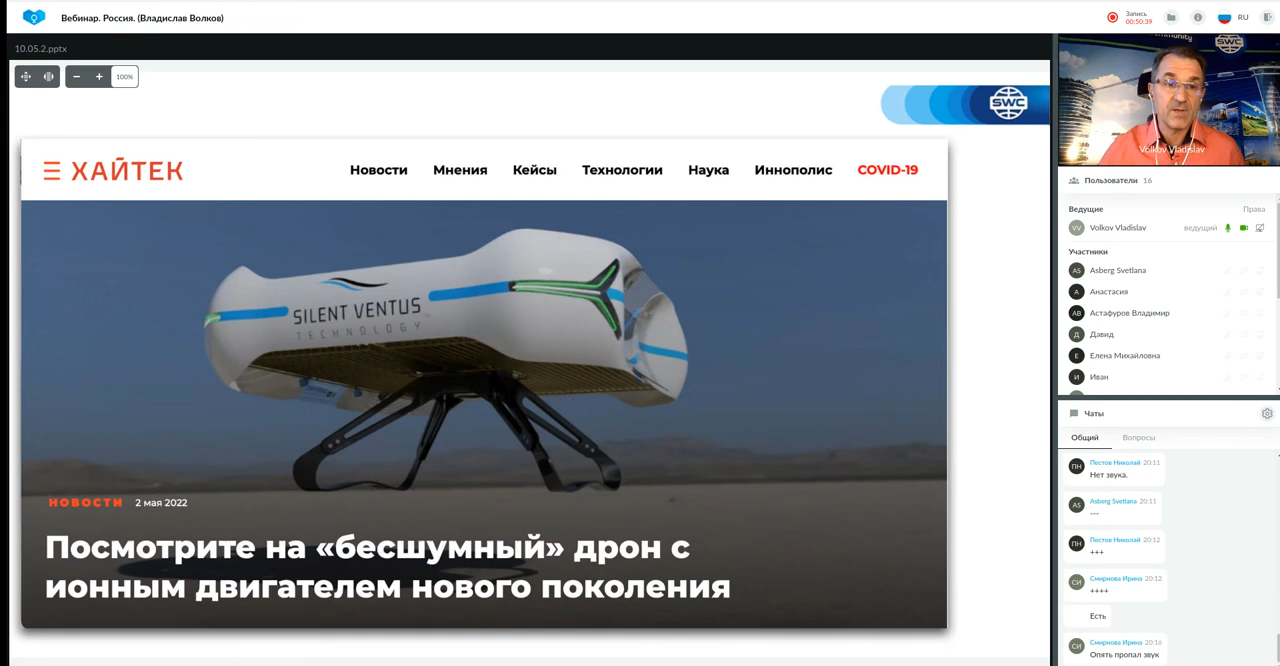 Вебинар. Россия. (Владислав Волков)
Запись
00:50:39
RU
10.05.2.pptx
100%
SWC
ХАЙТЕК
Новости
Мнения
Кейсы
Технологии
Наука
Иннополис
COVID-19
SILENT VENTUS
TECHNOLOGY
НОВОСТИ
2 мая 2022
Посмотрите на «бесшумный» дрон с
ионным двигателем нового поколения
mmunity
SWC
Volkov Vladislav
Пользователи 16
Ведущие
Права
VV
Volkov Vladislav
ведущий
Участники
AS
Asberg Svetlana
А
Анастасия
АВ
Астафуров Владимир
Д
Давид
Е
Елена Михайловна
И
Иван
Чаты
Общий
Вопросы
ПН
Пестов Николай 20:11
Нет звука.
AS
Asberg Svetlana 20:11
---
ПН
Пестов Николай 20:12
+++
СИ
Смирнова Ирина 20:12
++++
Есть
СИ
Смирнова Ирина 20:16
Опять пропал звук